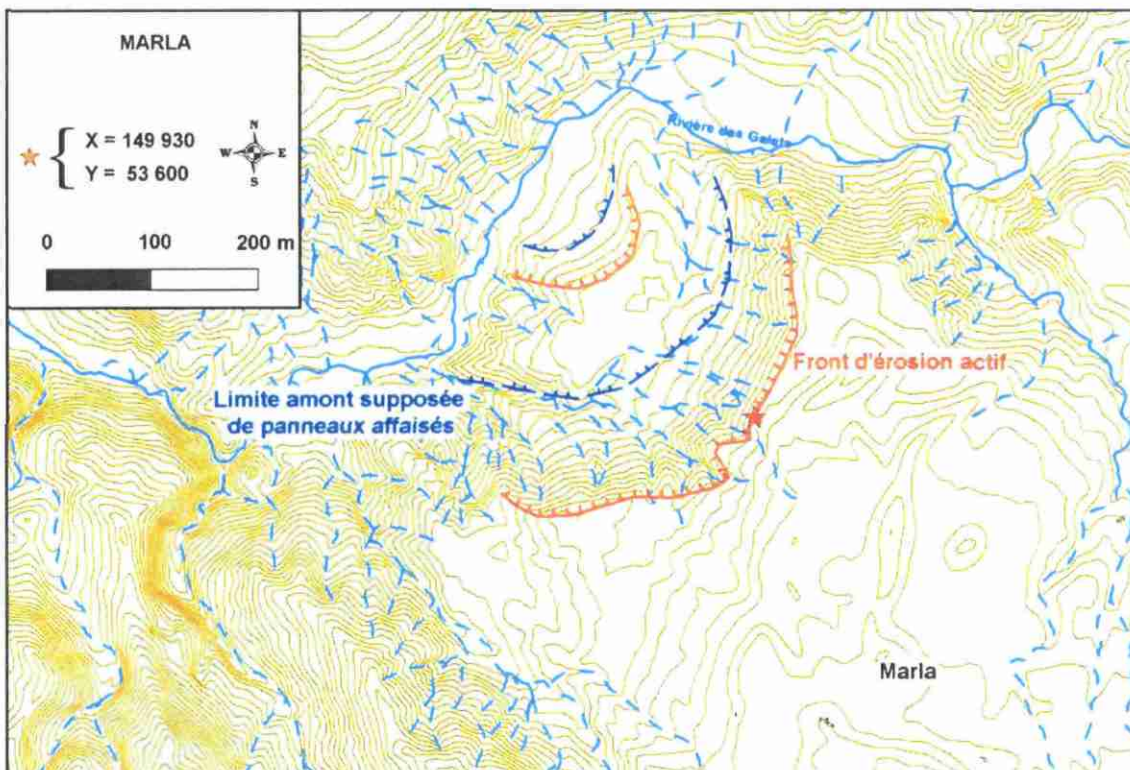 MARLA
X = 149 930
Y = 53 600
N
W E
S
0 100 200 m
Rivière des Galets
Front d'érosion actif
Limite amont supposée
de panneaux affaisés
Marla